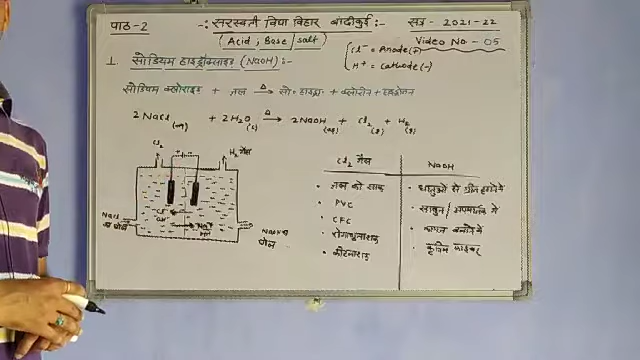 पाठ-2 -: सरस्वती विद्या विहार बांदीकुई :- सत्र - 2021-22
(Acid, Base/salt) Video No - 05
1. सोडियम हाइड्रॉक्साइड (NaOH) :-
Cl⁻ = Anode(+)
H⁺ = Cathode(-)
सोडियम क्लोराइड + जल △→ सो॰ हाइड्रा॰ + क्लोरीन + हाइड्रोजन
2NaCl(aq) + 2H₂O(l) △→ 2NaOH(aq) + Cl₂(g) + H₂(g)
Cl₂ H₂ गैस
NaCl का घोल
NaOH का घोल
Cl₂ गैस NaOH
जल को साफ धातुओं से ग्रीस हटाने में
PVC साबुन/अपमार्जक में
CFC कागज बनाने में
रोगाणुनाशक कृत्रिम फाइबर
कीटनाशक